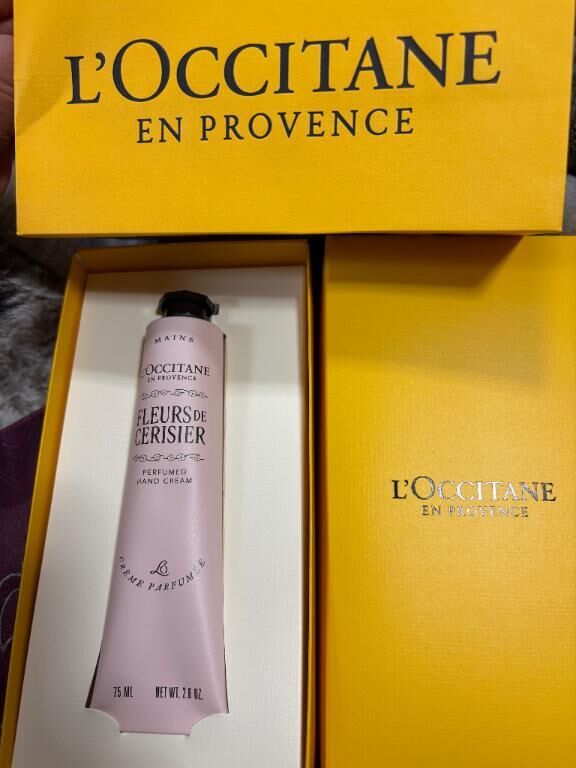 L'OCCITANE
EN PROVENCE
MAINS
L'OCCITANE
EN PROVENCE
FLEURS DE
CERISIER
PERFUMED
HAND CREAM
LO
CRÈME PARFUMÉE
75 ML NET WT. 2.6 OZ.
L'OCCITANE
EN PROVENCE